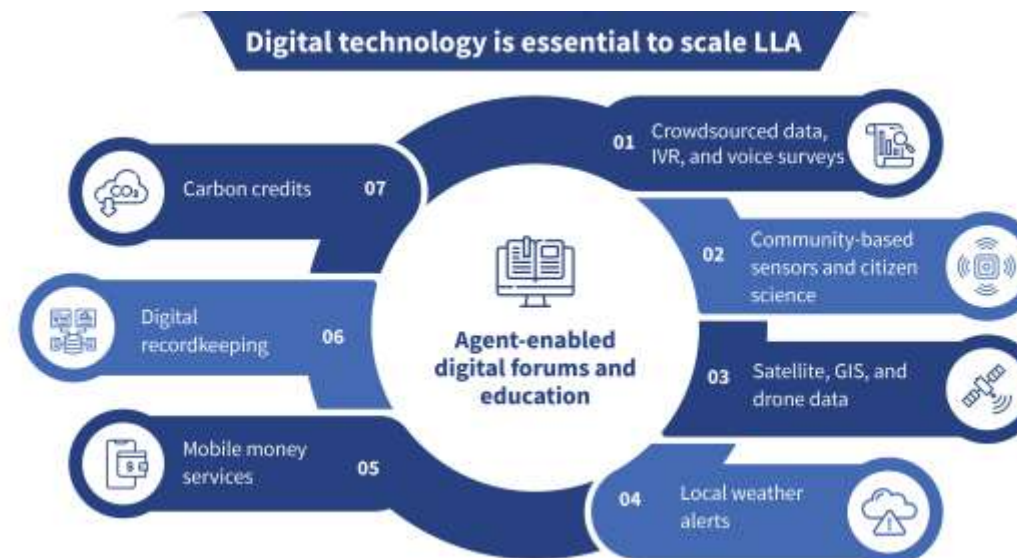 Digital technology is essential to scale LLA
01
Crowdsourced data,
IVR, and voice surveys
02
Community-based
sensors and citizen
science
03
Satellite, GIS, and
drone data
04
Local weather
alerts
05
Mobile money
services
06
Digital
recordkeeping
07
Carbon credits
CO₂
Agent-enabled
digital forums and
education